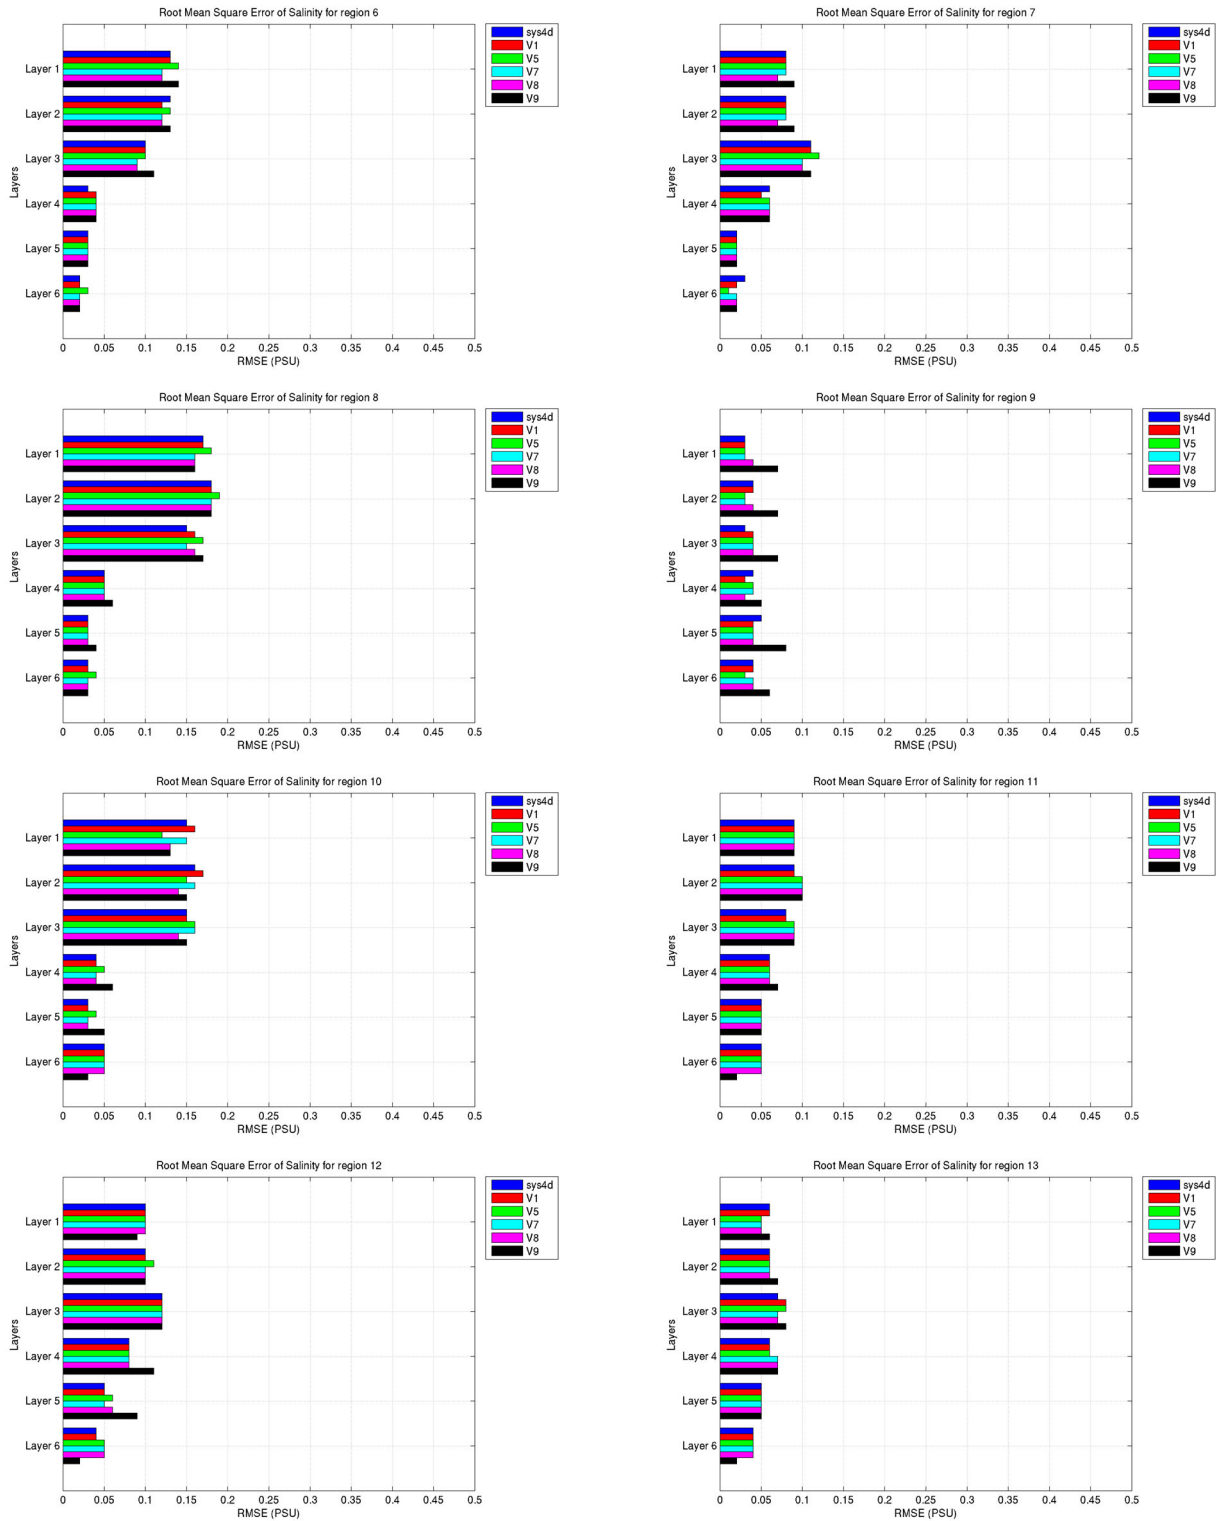 Root Mean Square Error of Salinity for region 6
sys4d
V1
V5
V7
V8
V9
Layer 1
Layer 2
Layer 3
Layer 4
Layer 5
Layer 6
Layers
0 0.05 0.1 0.15 0.2 0.25 0.3 0.35 0.4 0.45 0.5
RMSE (PSU)
Root Mean Square Error of Salinity for region 7
sys4d
V1
V5
V7
V8
V9
Layer 1
Layer 2
Layer 3
Layer 4
Layer 5
Layer 6
Layers
0 0.05 0.1 0.15 0.2 0.25 0.3 0.35 0.4 0.45 0.5
RMSE (PSU)
Root Mean Square Error of Salinity for region 8
sys4d
V1
V5
V7
V8
V9
Layer 1
Layer 2
Layer 3
Layer 4
Layer 5
Layer 6
Layers
0 0.05 0.1 0.15 0.2 0.25 0.3 0.35 0.4 0.45 0.5
RMSE (PSU)
Root Mean Square Error of Salinity for region 9
sys4d
V1
V5
V7
V8
V9
Layer 1
Layer 2
Layer 3
Layer 4
Layer 5
Layer 6
Layers
0 0.05 0.1 0.15 0.2 0.25 0.3 0.35 0.4 0.45 0.5
RMSE (PSU)
Root Mean Square Error of Salinity for region 10
sys4d
V1
V5
V7
V8
V9
Layer 1
Layer 2
Layer 3
Layer 4
Layer 5
Layer 6
Layers
0 0.05 0.1 0.15 0.2 0.25 0.3 0.35 0.4 0.45 0.5
RMSE (PSU)
Root Mean Square Error of Salinity for region 11
sys4d
V1
V5
V7
V8
V9
Layer 1
Layer 2
Layer 3
Layer 4
Layer 5
Layer 6
Layers
0 0.05 0.1 0.15 0.2 0.25 0.3 0.35 0.4 0.45 0.5
RMSE (PSU)
Root Mean Square Error of Salinity for region 12
sys4d
V1
V5
V7
V8
V9
Layer 1
Layer 2
Layer 3
Layer 4
Layer 5
Layer 6
Layers
0 0.05 0.1 0.15 0.2 0.25 0.3 0.35 0.4 0.45 0.5
RMSE (PSU)
Root Mean Square Error of Salinity for region 13
sys4d
V1
V5
V7
V8
V9
Layer 1
Layer 2
Layer 3
Layer 4
Layer 5
Layer 6
Layers
0 0.05 0.1 0.15 0.2 0.25 0.3 0.35 0.4 0.45 0.5
RMSE (PSU)